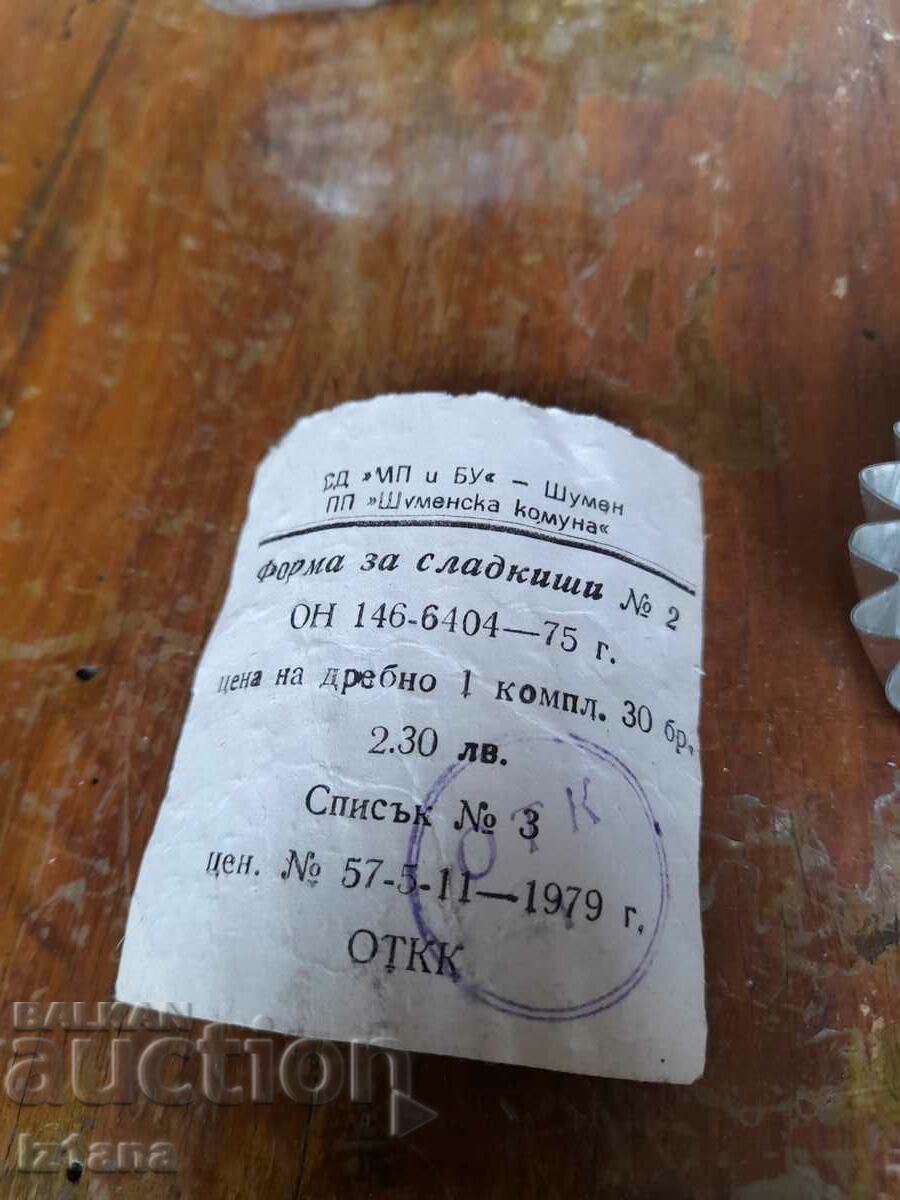 СД »МП и БУ« – Шумен
ПП »Шуменска комуна«
Форма за сладкиши № 2
ОН 146-6404—75 г.
цена на дребно 1 компл. 30 бр.
2.30 лв.
Списък № 3
цен. № 57-5-11—1979 г.
ОТКК
ОТК
BALKAN
auction
Iz1ana